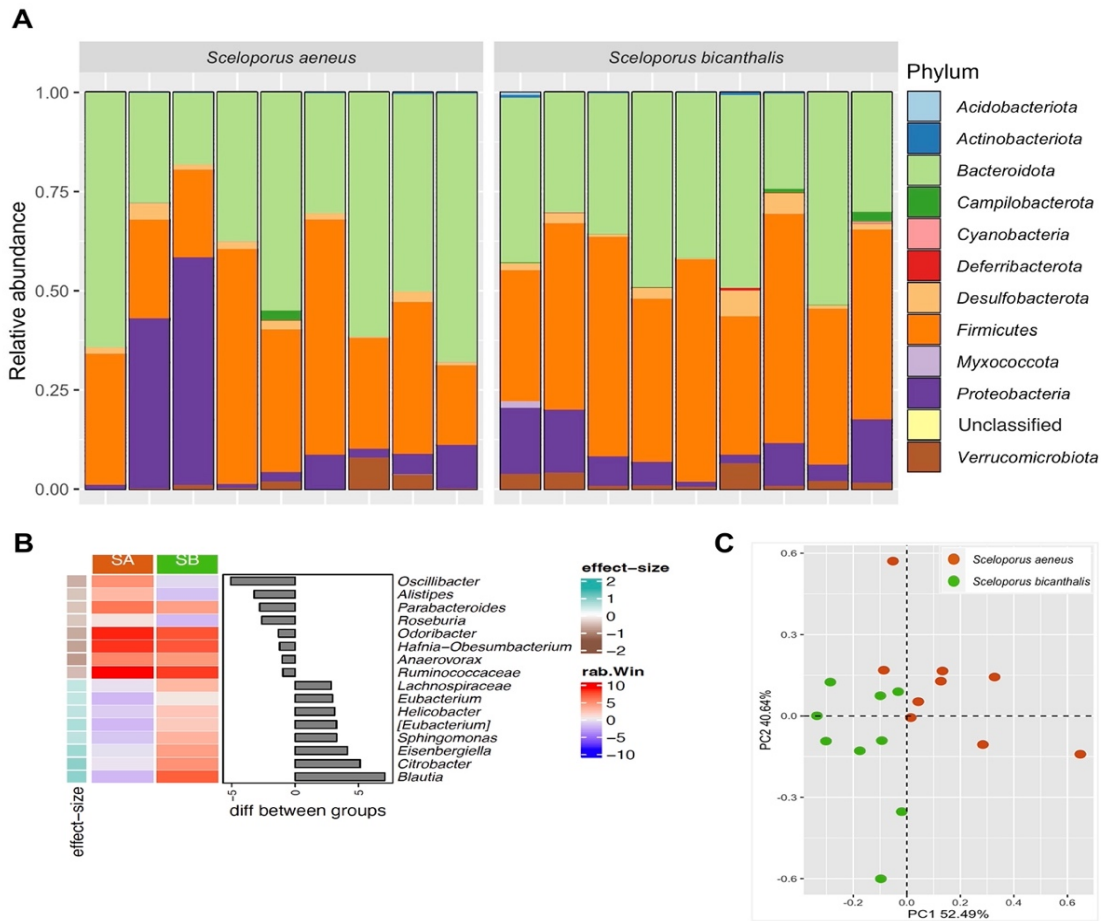 A
Sceloporus aeneus
Sceloporus bicanthalis
1.00
0.75
0.50
0.25
0.00
Relative abundance
Phylum
Acidobacteriota
Actinobacteriota
Bacteroidota
Campilobacterota
Cyanobacteria
Deferribacterota
Desulfobacterota
Firmicutes
Myxococcota
Proteobacteria
Unclassified
Verrucomicrobiota
B
SA
SB
Oscillibacter
Alistipes
Parabacteroides
Roseburia
Odoribacter
Hafnia-Obesumbacterium
Anaerovorax
Ruminococcaceae
Lachnospiraceae
Eubacterium
Helicobacter
[Eubacterium]
Sphingomonas
Eisenbergiella
Citrobacter
Blautia
effect-size
-5
0
5
diff between groups
effect-size
2
1
0
-1
-2
rab.Win
10
5
0
-5
-10
C
Sceloporus aeneus
Sceloporus bicanthalis
0.6
0.3
0.0
-0.3
-0.6
PC2 40.64%
-0.2
0.0
0.2
0.4
0.6
PC1 52.49%